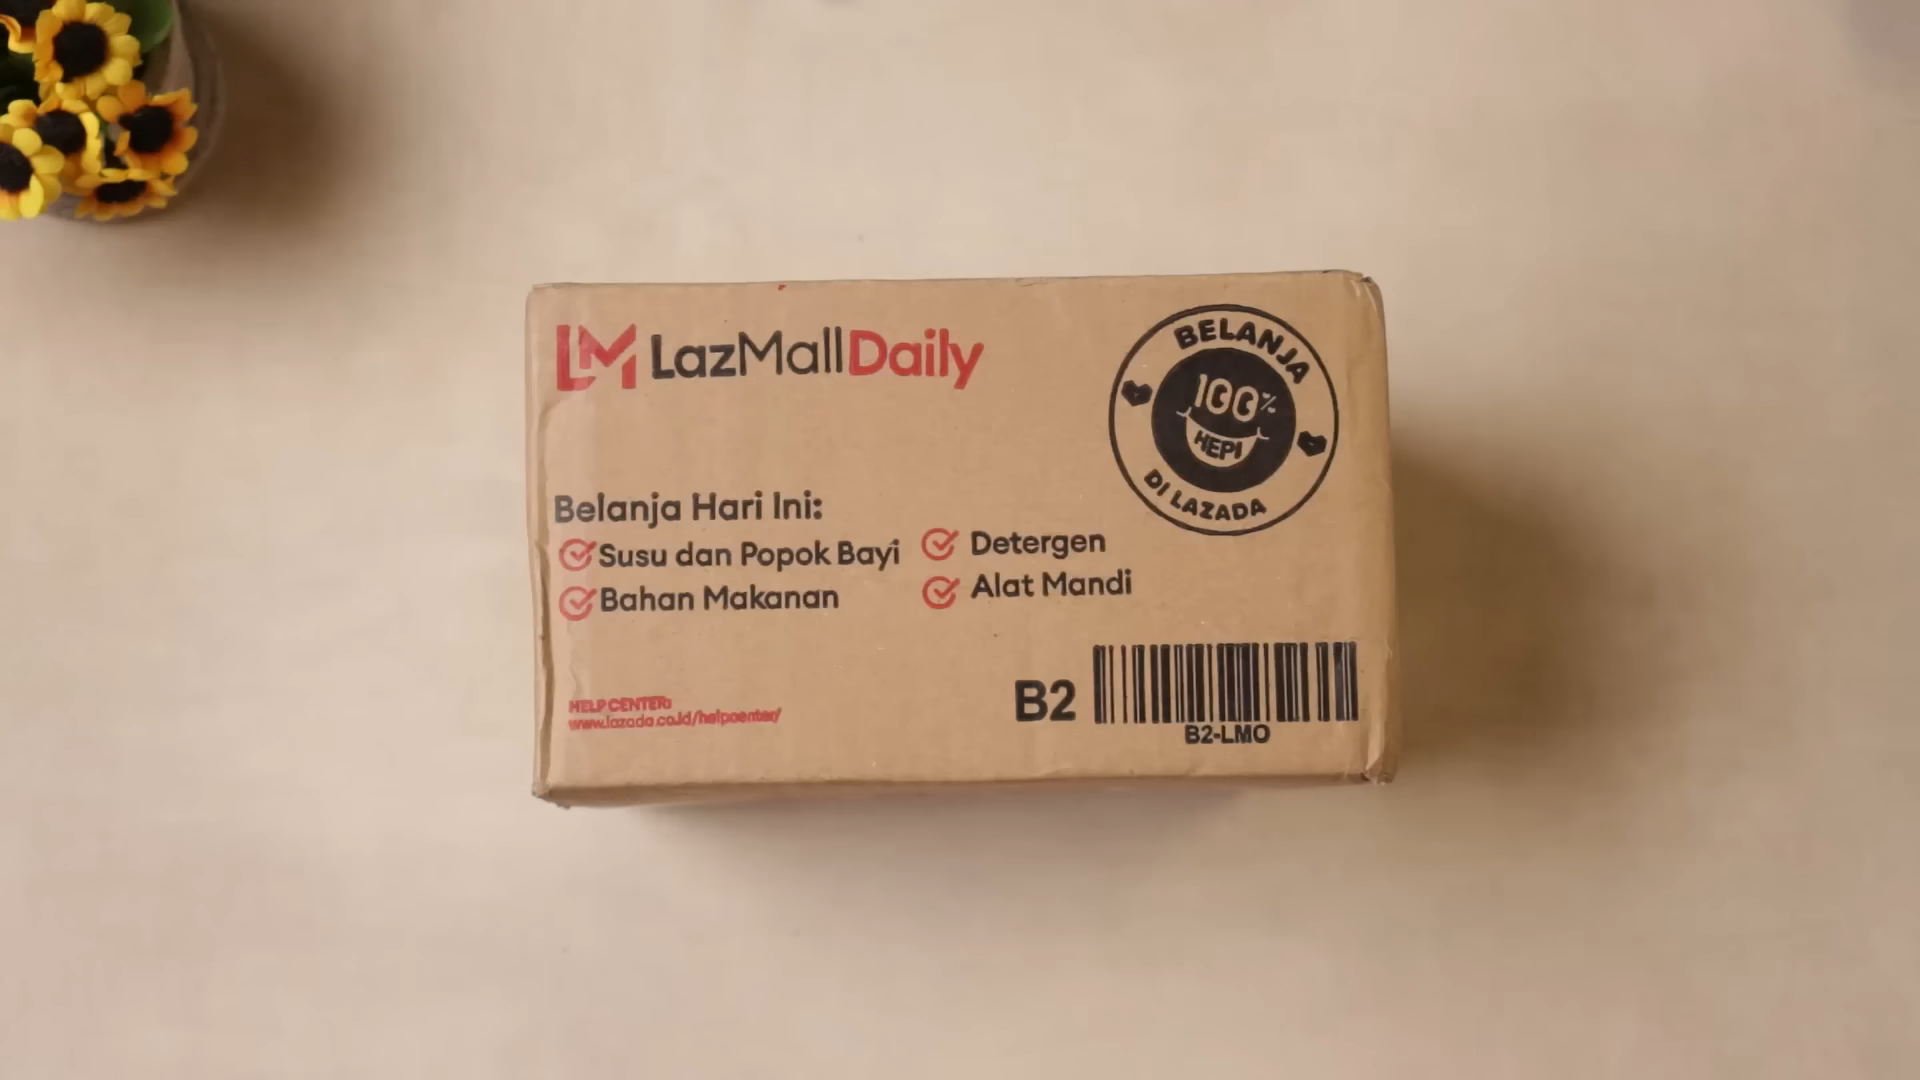 LM LazMallDaily
BELANJA
100%
HEPI
DI LAZADA
Belanja Hari Ini:
Susu dan Popok Bayi
Detergen
Bahan Makanan
Alat Mandi
HELP CENTER:
www.lazada.co.id/helpcenter/
B2
B2-LMO